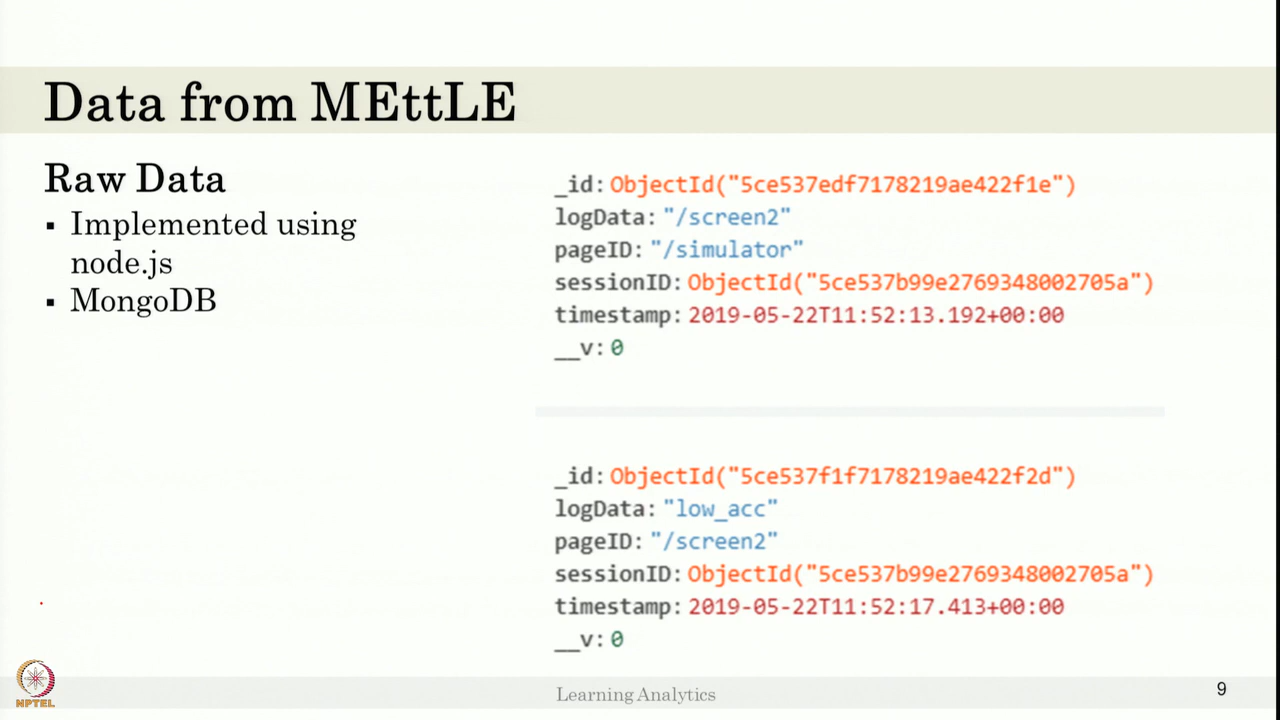 Data from MEttLE
Raw Data
▪ Implemented using
node.js
▪ MongoDB
_id: ObjectId("5ce537edf7178219ae422f1e")
logData: "/screen2"
pageID: "/simulator"
sessionID: ObjectId("5ce537b99e2769348002705a")
timestamp: 2019-05-22T11:52:13.192+00:00
__v: 0
_id: ObjectId("5ce537f1f7178219ae422f2d")
logData: "low_acc"
pageID: "/screen2"
sessionID: ObjectId("5ce537b99e2769348002705a")
timestamp: 2019-05-22T11:52:17.413+00:00
__v: 0
NPTEL
Learning Analytics
9